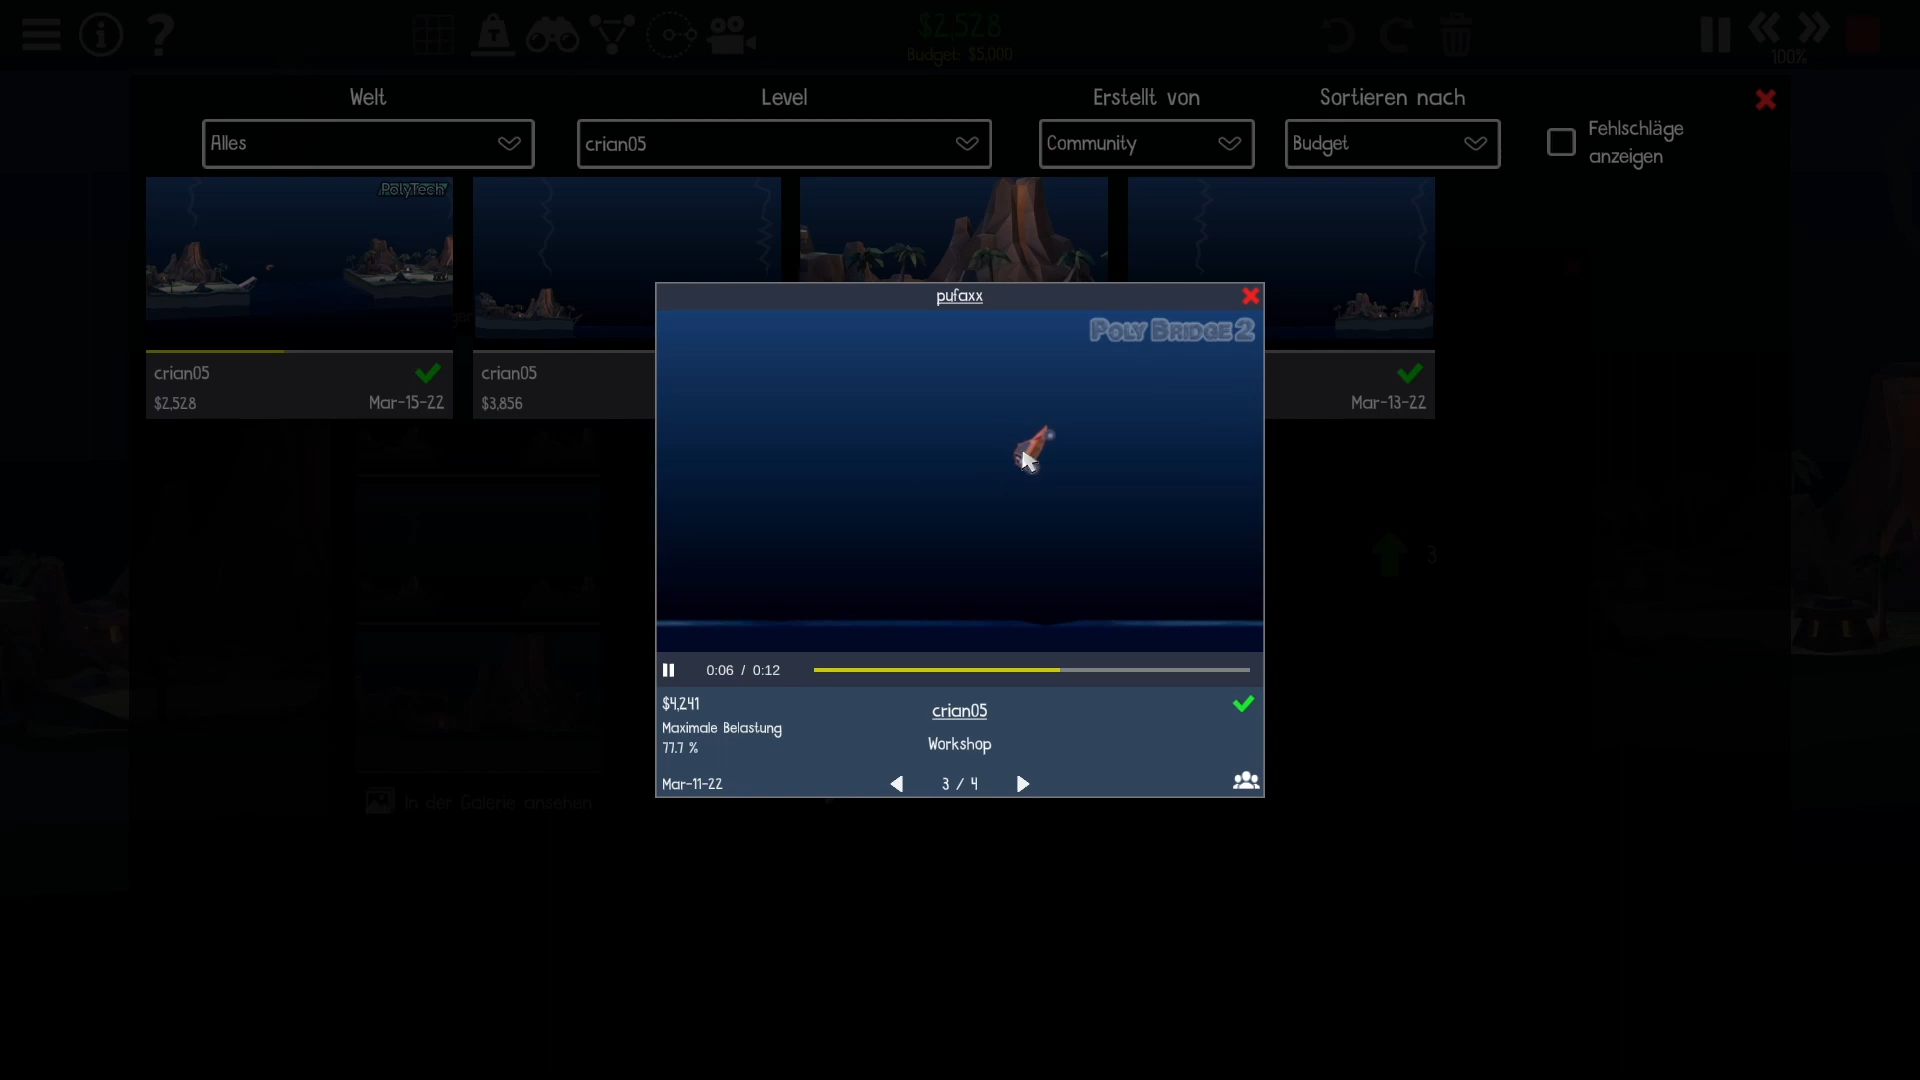 $2,528
Budget: $5,000
100%
Welt
Level
Erstellt von
Sortieren nach
Alles
crian05
Community
Budget
Fehlschläge
anzeigen
PolyTech
crian05
$2,528
Mar-15-22
crian05
$3,856
Mar-13-22
pufaxx
POLY BRIDGE 2
0:06 / 0:12
$4,241
Maximale Belastung
77.7 %
crian05
Workshop
Mar-11-22
3 / 4
3
In der Galerie ansehen